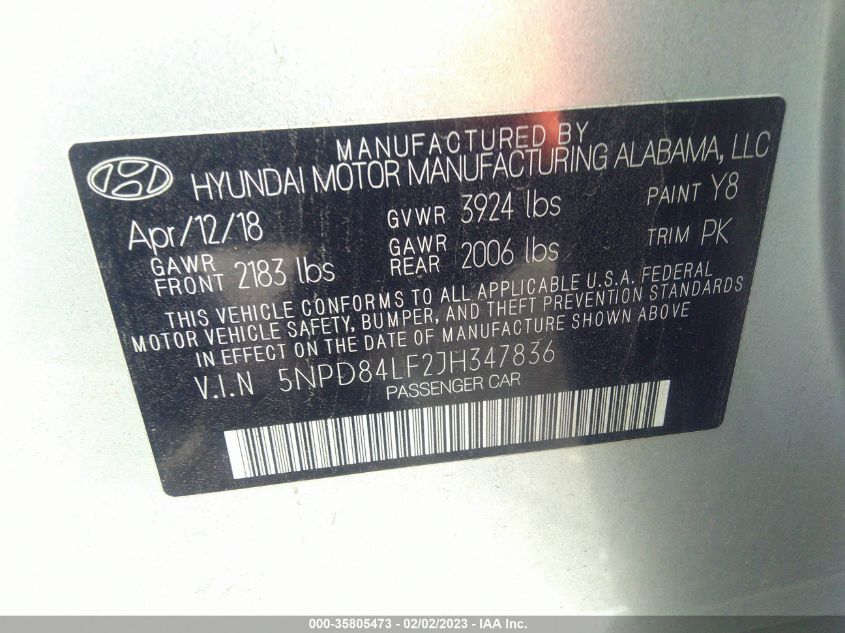 MANUFACTURED BY
HYUNDAI MOTOR MANUFACTURING ALABAMA, LLC
Apr/12/18 GVWR 3924 lbs PAINT Y8
GAWR FRONT 2183 lbs GAWR REAR 2006 lbs TRIM PK
THIS VEHICLE CONFORMS TO ALL APPLICABLE U.S.A. FEDERAL
MOTOR VEHICLE SAFETY, BUMPER, AND THEFT PREVENTION STANDARDS
IN EFFECT ON THE DATE OF MANUFACTURE SHOWN ABOVE
V.I.N 5NPD84LF2JH347836
PASSENGER CAR
000-35805473 - 02/02/2023 - IAA Inc.